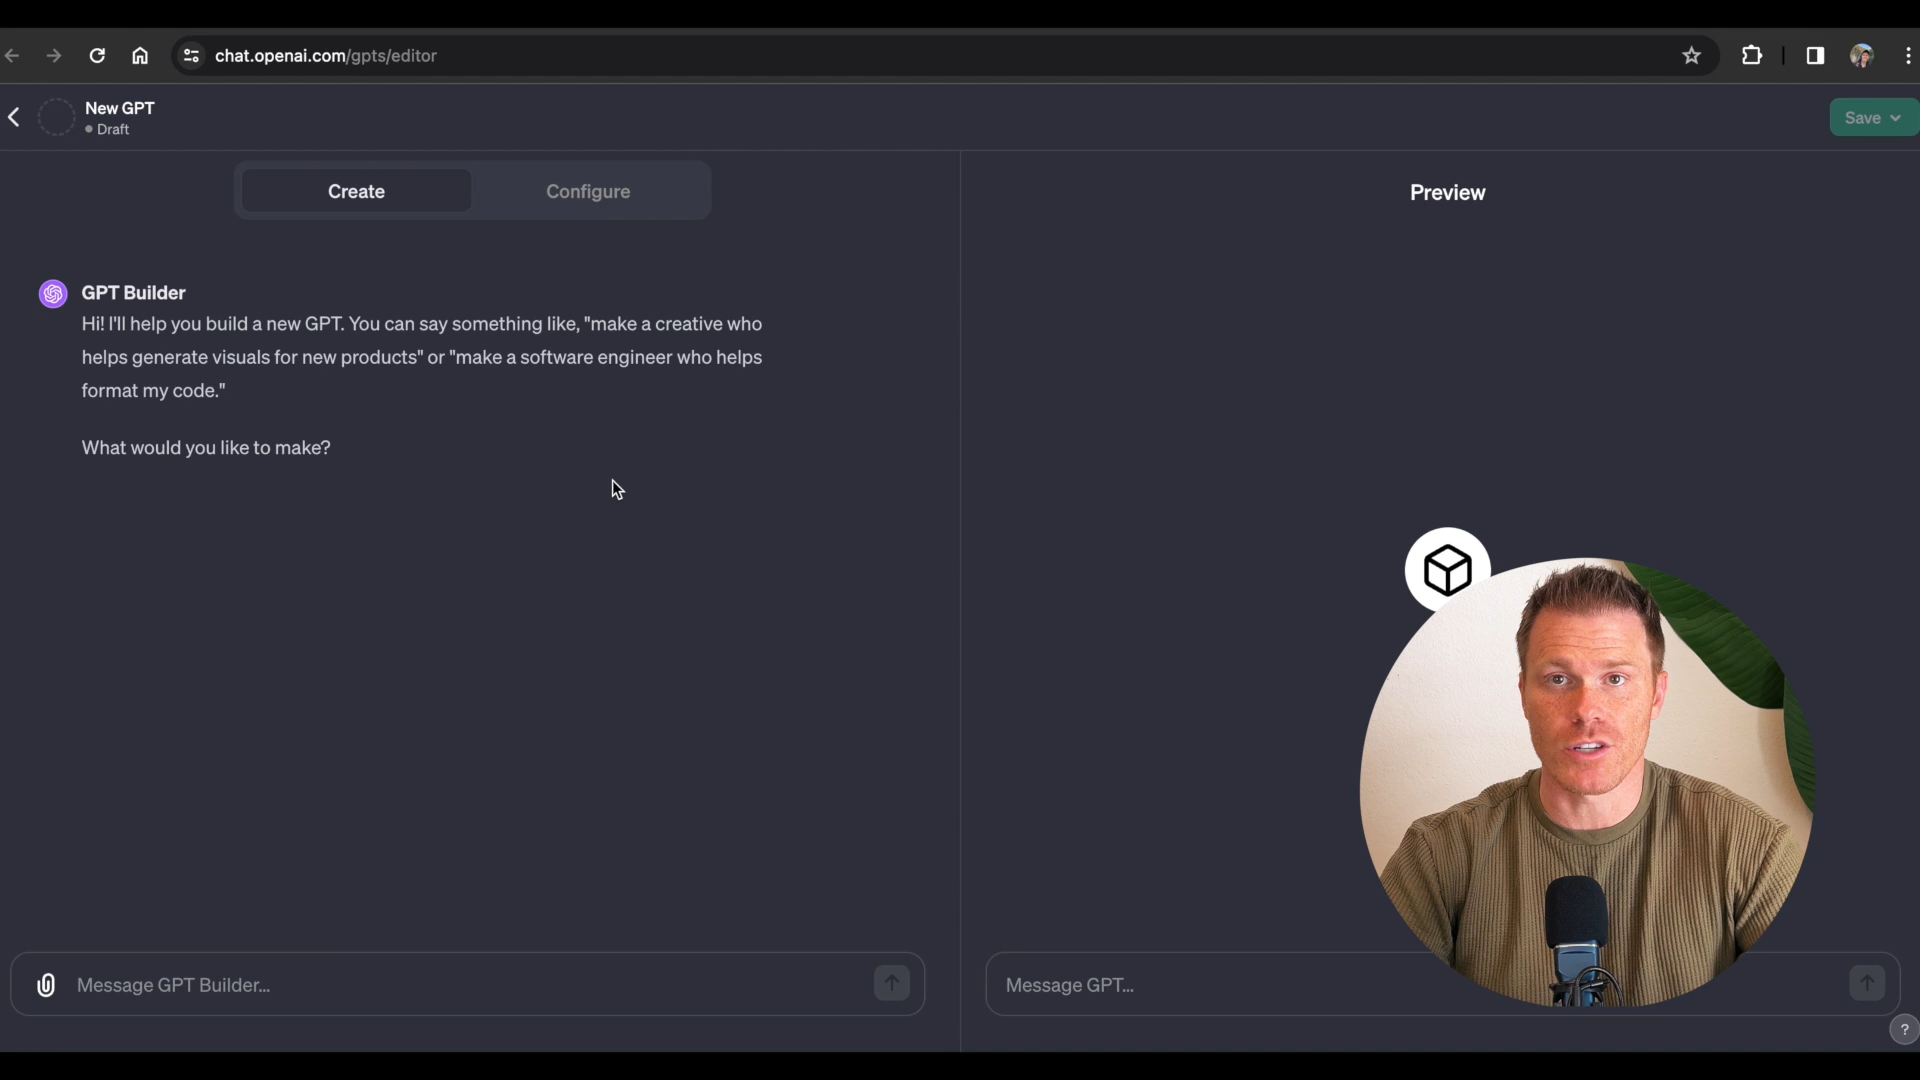 chat.openai.com/gpts/editor
New GPT
Draft
Save
Create
Configure
Preview
GPT Builder
Hi! I'll help you build a new GPT. You can say something like, "make a creative who
helps generate visuals for new products" or "make a software engineer who helps
format my code."
What would you like to make?
Message GPT Builder...
Message GPT...
?